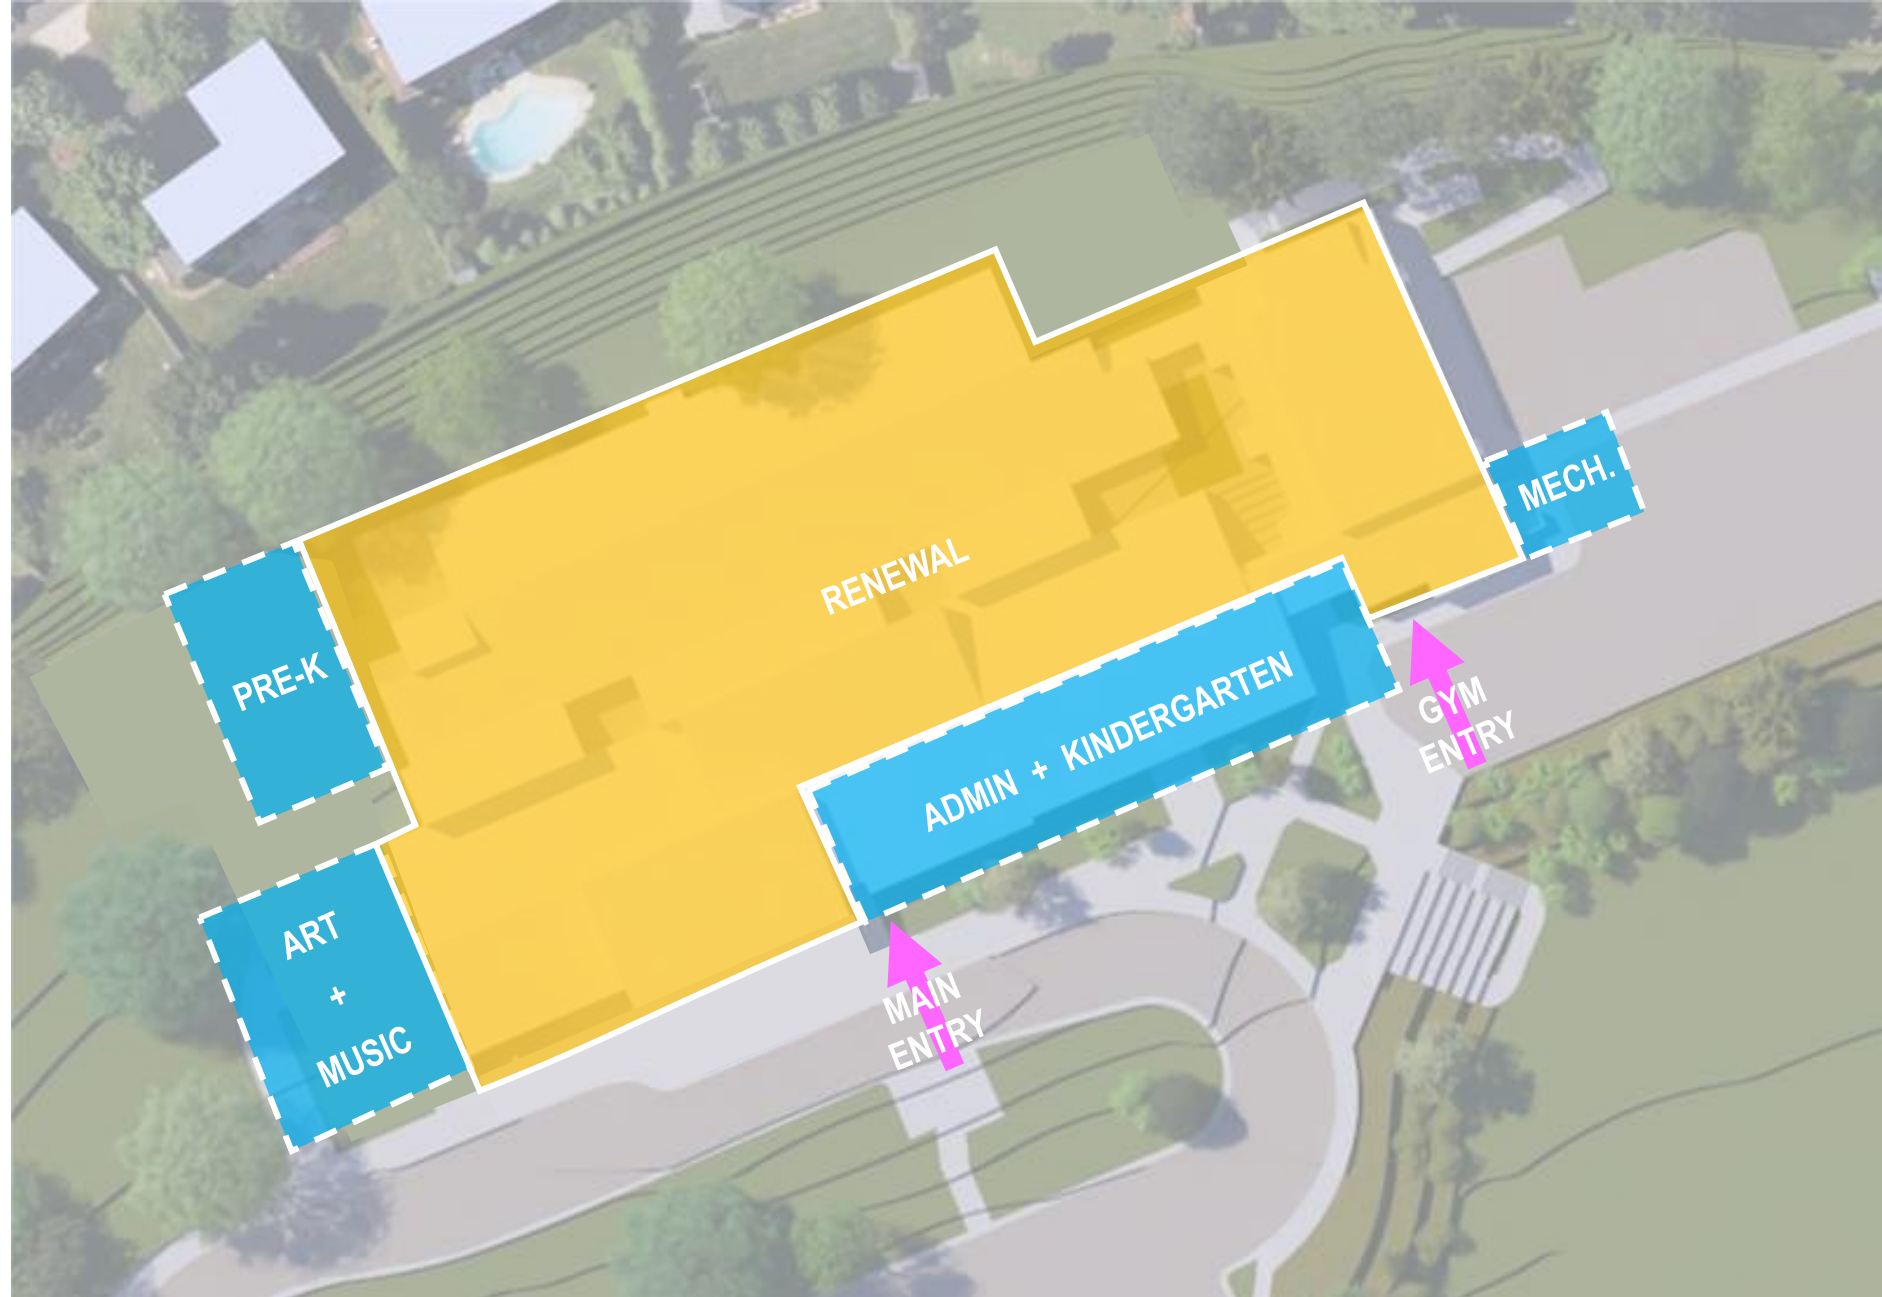 RENEWAL
MECH.
PRE-K
ADMIN + KINDERGARTEN
GYM
ENTRY
ART
+
MUSIC
MAIN
ENTRY